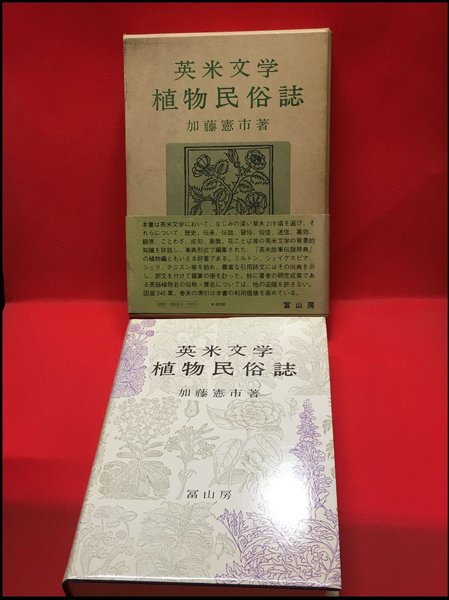 英米文学
植物民俗誌
加藤憲市著
本書は英米文学において、なじみの深い草木219項を選び、そ
れらについて、歴史、伝承、伝説、習俗、俗信、迷信、薬効、
語原、ことわざ、成句、象徴、花ことば等の英米文学の背景的
知識を詳説し、事典形式で編集された、『英米故事伝説辞典』
の植物編ともいえる好著である。ミルトン、シェイクスピア、
シェリ、テニスン等を始め、豊富な引用詩文にはその出典を示
し、訳文を付けて鑑賞の便を計った。殊に著者の研究成果であ
る英語植物名の俗称・異名については、他の追随を許さない。
図版245葉、巻末の索引は本書の利用価値を高めている。
冨山房
英米文学
植物民俗誌
加藤憲市著
冨山房